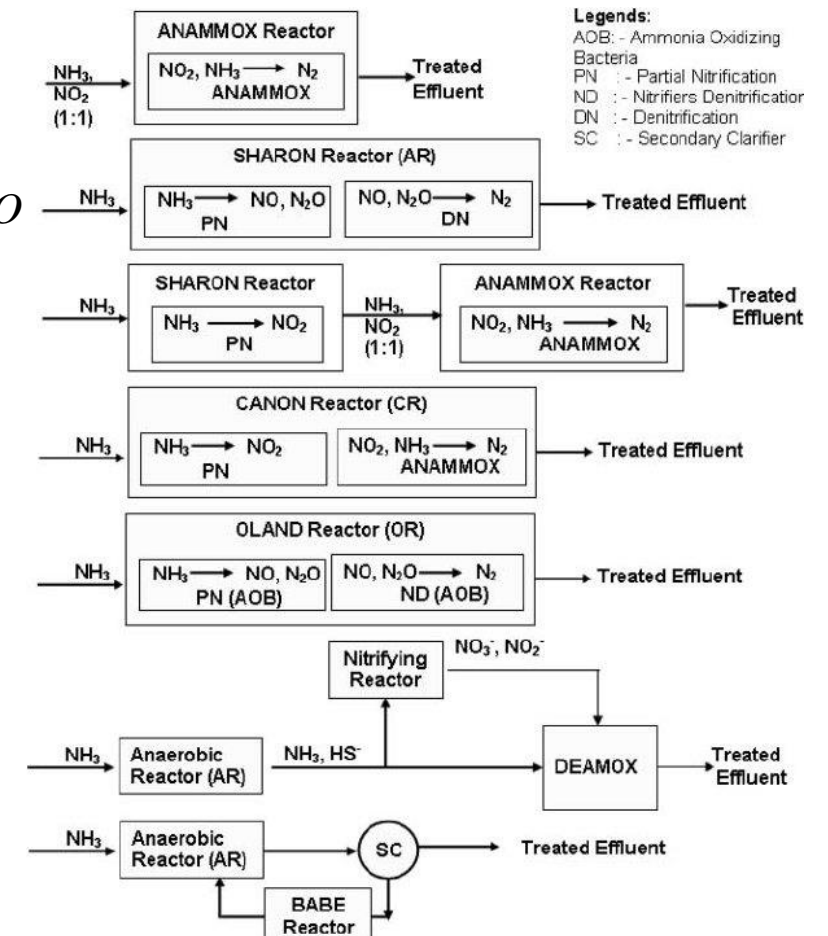 ANAMMOX Reactor
NH₃,
NO₂
(1:1)
NO₂, NH₃ → N₂
ANAMMOX
Treated
Effluent
Legends:
AOB: - Ammonia Oxidizing
Bacteria
PN : - Partial Nitrification
ND : - Nitrifiers Denitrification
DN : - Denitrification
SC : - Secondary Clarifier
O
SHARON Reactor (AR)
NH₃
NH₃ → NO, N₂O
PN
NO, N₂O → N₂
DN
Treated Effluent
SHARON Reactor
NH₃
NH₃ → NO₂
PN
NH₃,
NO₂
(1:1)
ANAMMOX Reactor
NO₂, NH₃ → N₂
ANAMMOX
Treated
Effluent
CANON Reactor (CR)
NH₃
NH₃ → NO₂
PN
NO₂, NH₃ → N₂
ANAMMOX
Treated Effluent
OLAND Reactor (OR)
NH₃
NH₃ → NO, N₂O
PN (AOB)
NO, N₂O → N₂
ND (AOB)
Treated Effluent
Nitrifying
Reactor
NO₃⁻, NO₂⁻
NH₃
Anaerobic
Reactor (AR)
NH₃, HS⁻
DEAMOX
Treated
Effluent
NH₃
Anaerobic
Reactor (AR)
SC
Treated Effluent
BABE
Reactor